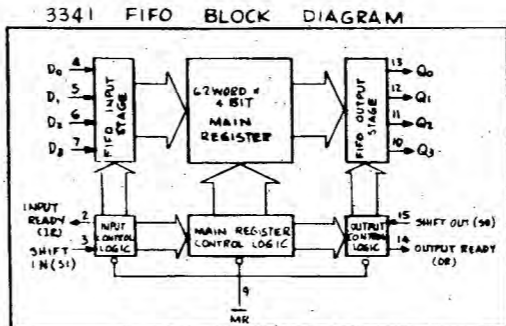 3341 FIFO BLOCK DIAGRAM
D0 4
D1 5
D2 6
D3 7
FIFO INPUT STAGE
62 WORD x
4 BIT
MAIN
REGISTER
FIFO OUTPUT STAGE
13 Q0
12 Q1
11 Q2
10 Q3
INPUT
READY
(IR)
2
SHIFT
IN (SI)
3
INPUT
CONTROL
LOGIC
MAIN REGISTER
CONTROL LOGIC
OUTPUT
CONTROL
LOGIC
15 SHIFT OUT (SO)
14 OUTPUT READY
(OR)
9
MR